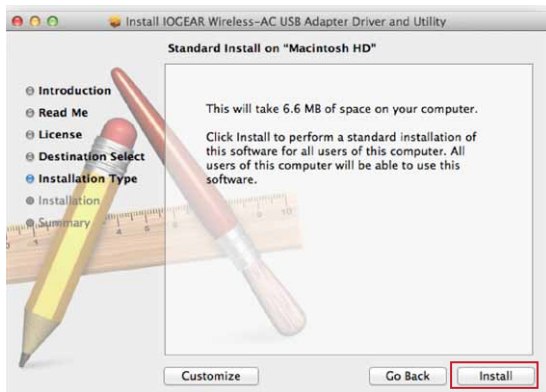 Install IOGEAR Wireless-AC USB Adapter Driver and Utility
Standard Install on "Macintosh HD"
Introduction
Read Me
License
Destination Select
Installation Type
Installation
Summary
This will take 6.6 MB of space on your computer.
Click Install to perform a standard installation of
this software for all users of this computer. All
users of this computer will be able to use this
software.
Customize
Go Back
Install